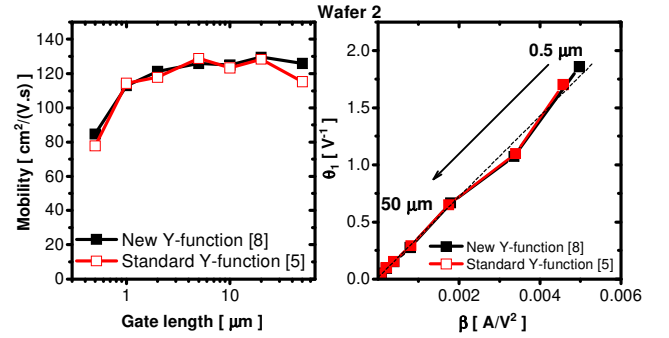 Wafer 2
140
120
100
80
60
40
20
0
1
10
Mobility [ cm²/(V.s) ]
Gate length [ µm ]
New Y-function [8]
Standard Y-function [5]
2.0
1.5
1.0
0.5
0.0
0.002
0.004
0.006
θ₁ [ V⁻¹ ]
β [ A/V² ]
0.5 µm
50 µm
New Y-function [8]
Standard Y-function [5]